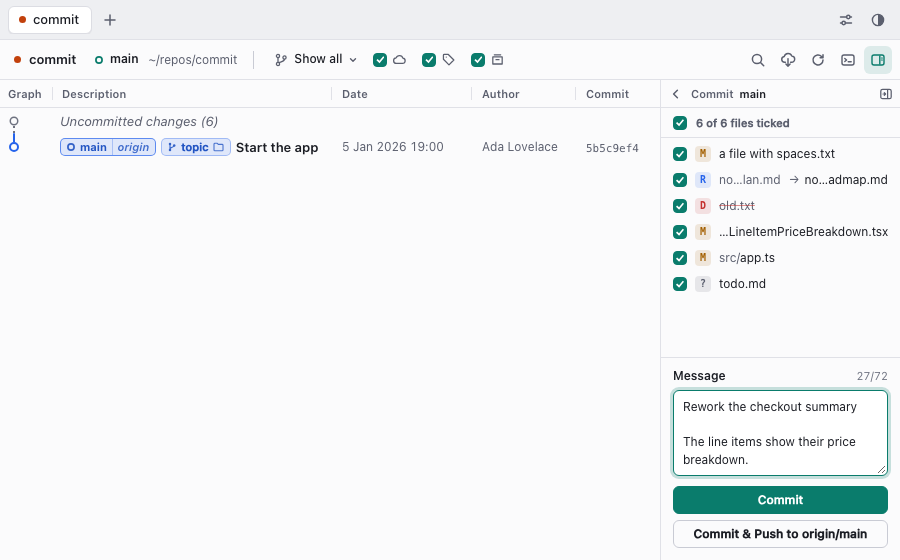 commit
commit main ~/repos/commit Show all
Graph Description Date Author Commit
Uncommitted changes (6)
main origin topic Start the app 5 Jan 2026 19:00 Ada Lovelace 5b5c9ef4
Commit main
6 of 6 files ticked
M a file with spaces.txt
R no...lan.md → no...admap.md
D old.txt
M ...LineItemPriceBreakdown.tsx
M src/app.ts
? todo.md
Message 27/72
Rework the checkout summary
The line items show their price
breakdown.
Commit
Commit & Push to origin/main